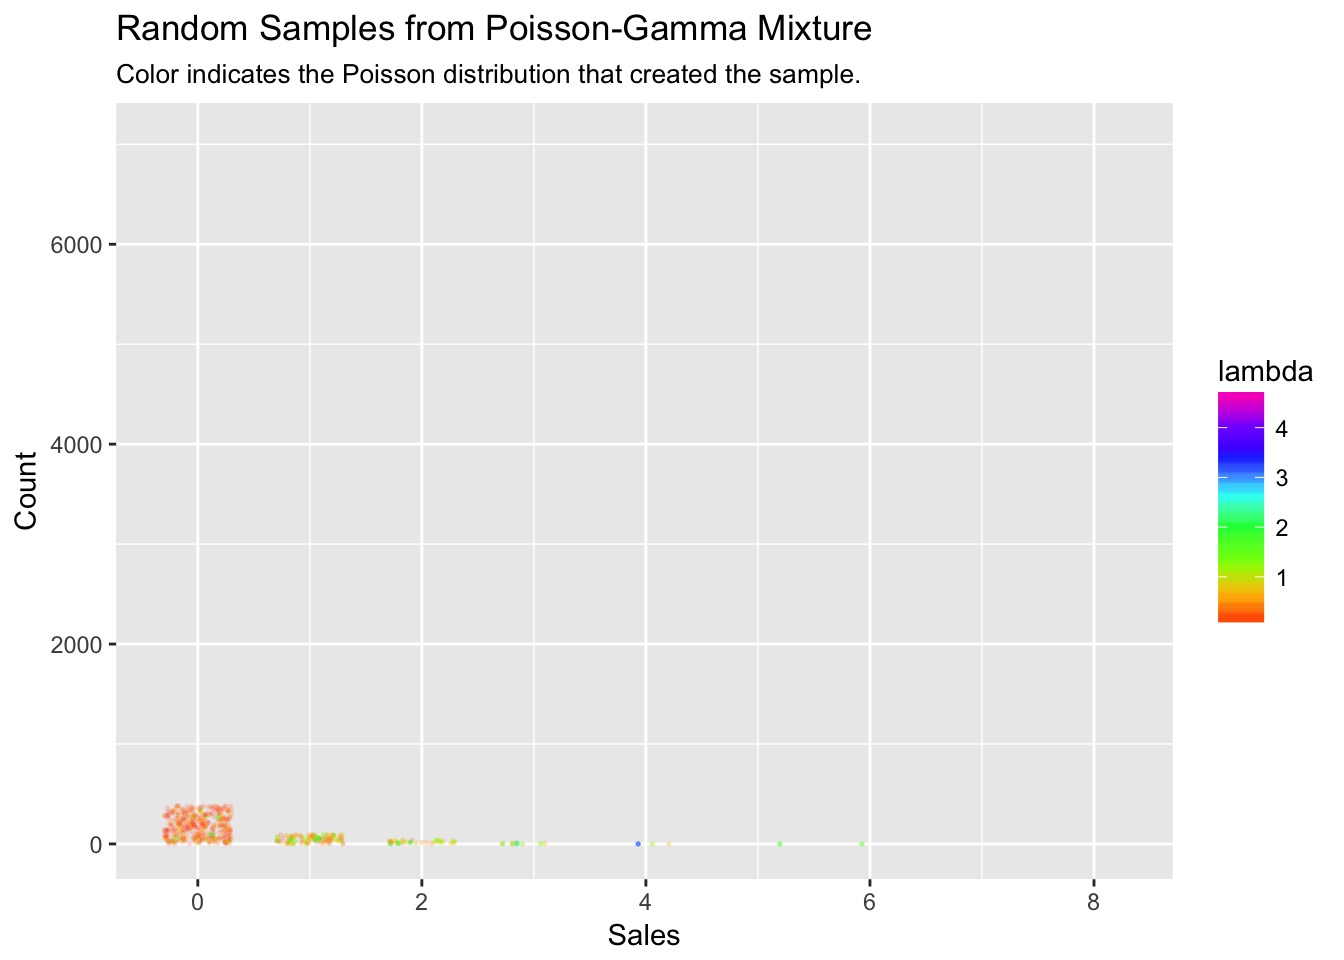 Random Samples from Poisson-Gamma Mixture
Color indicates the Poisson distribution that created the sample.
6000
4000
2000
0
Count
0 2 4 6 8
Sales
lambda
4
3
2
1